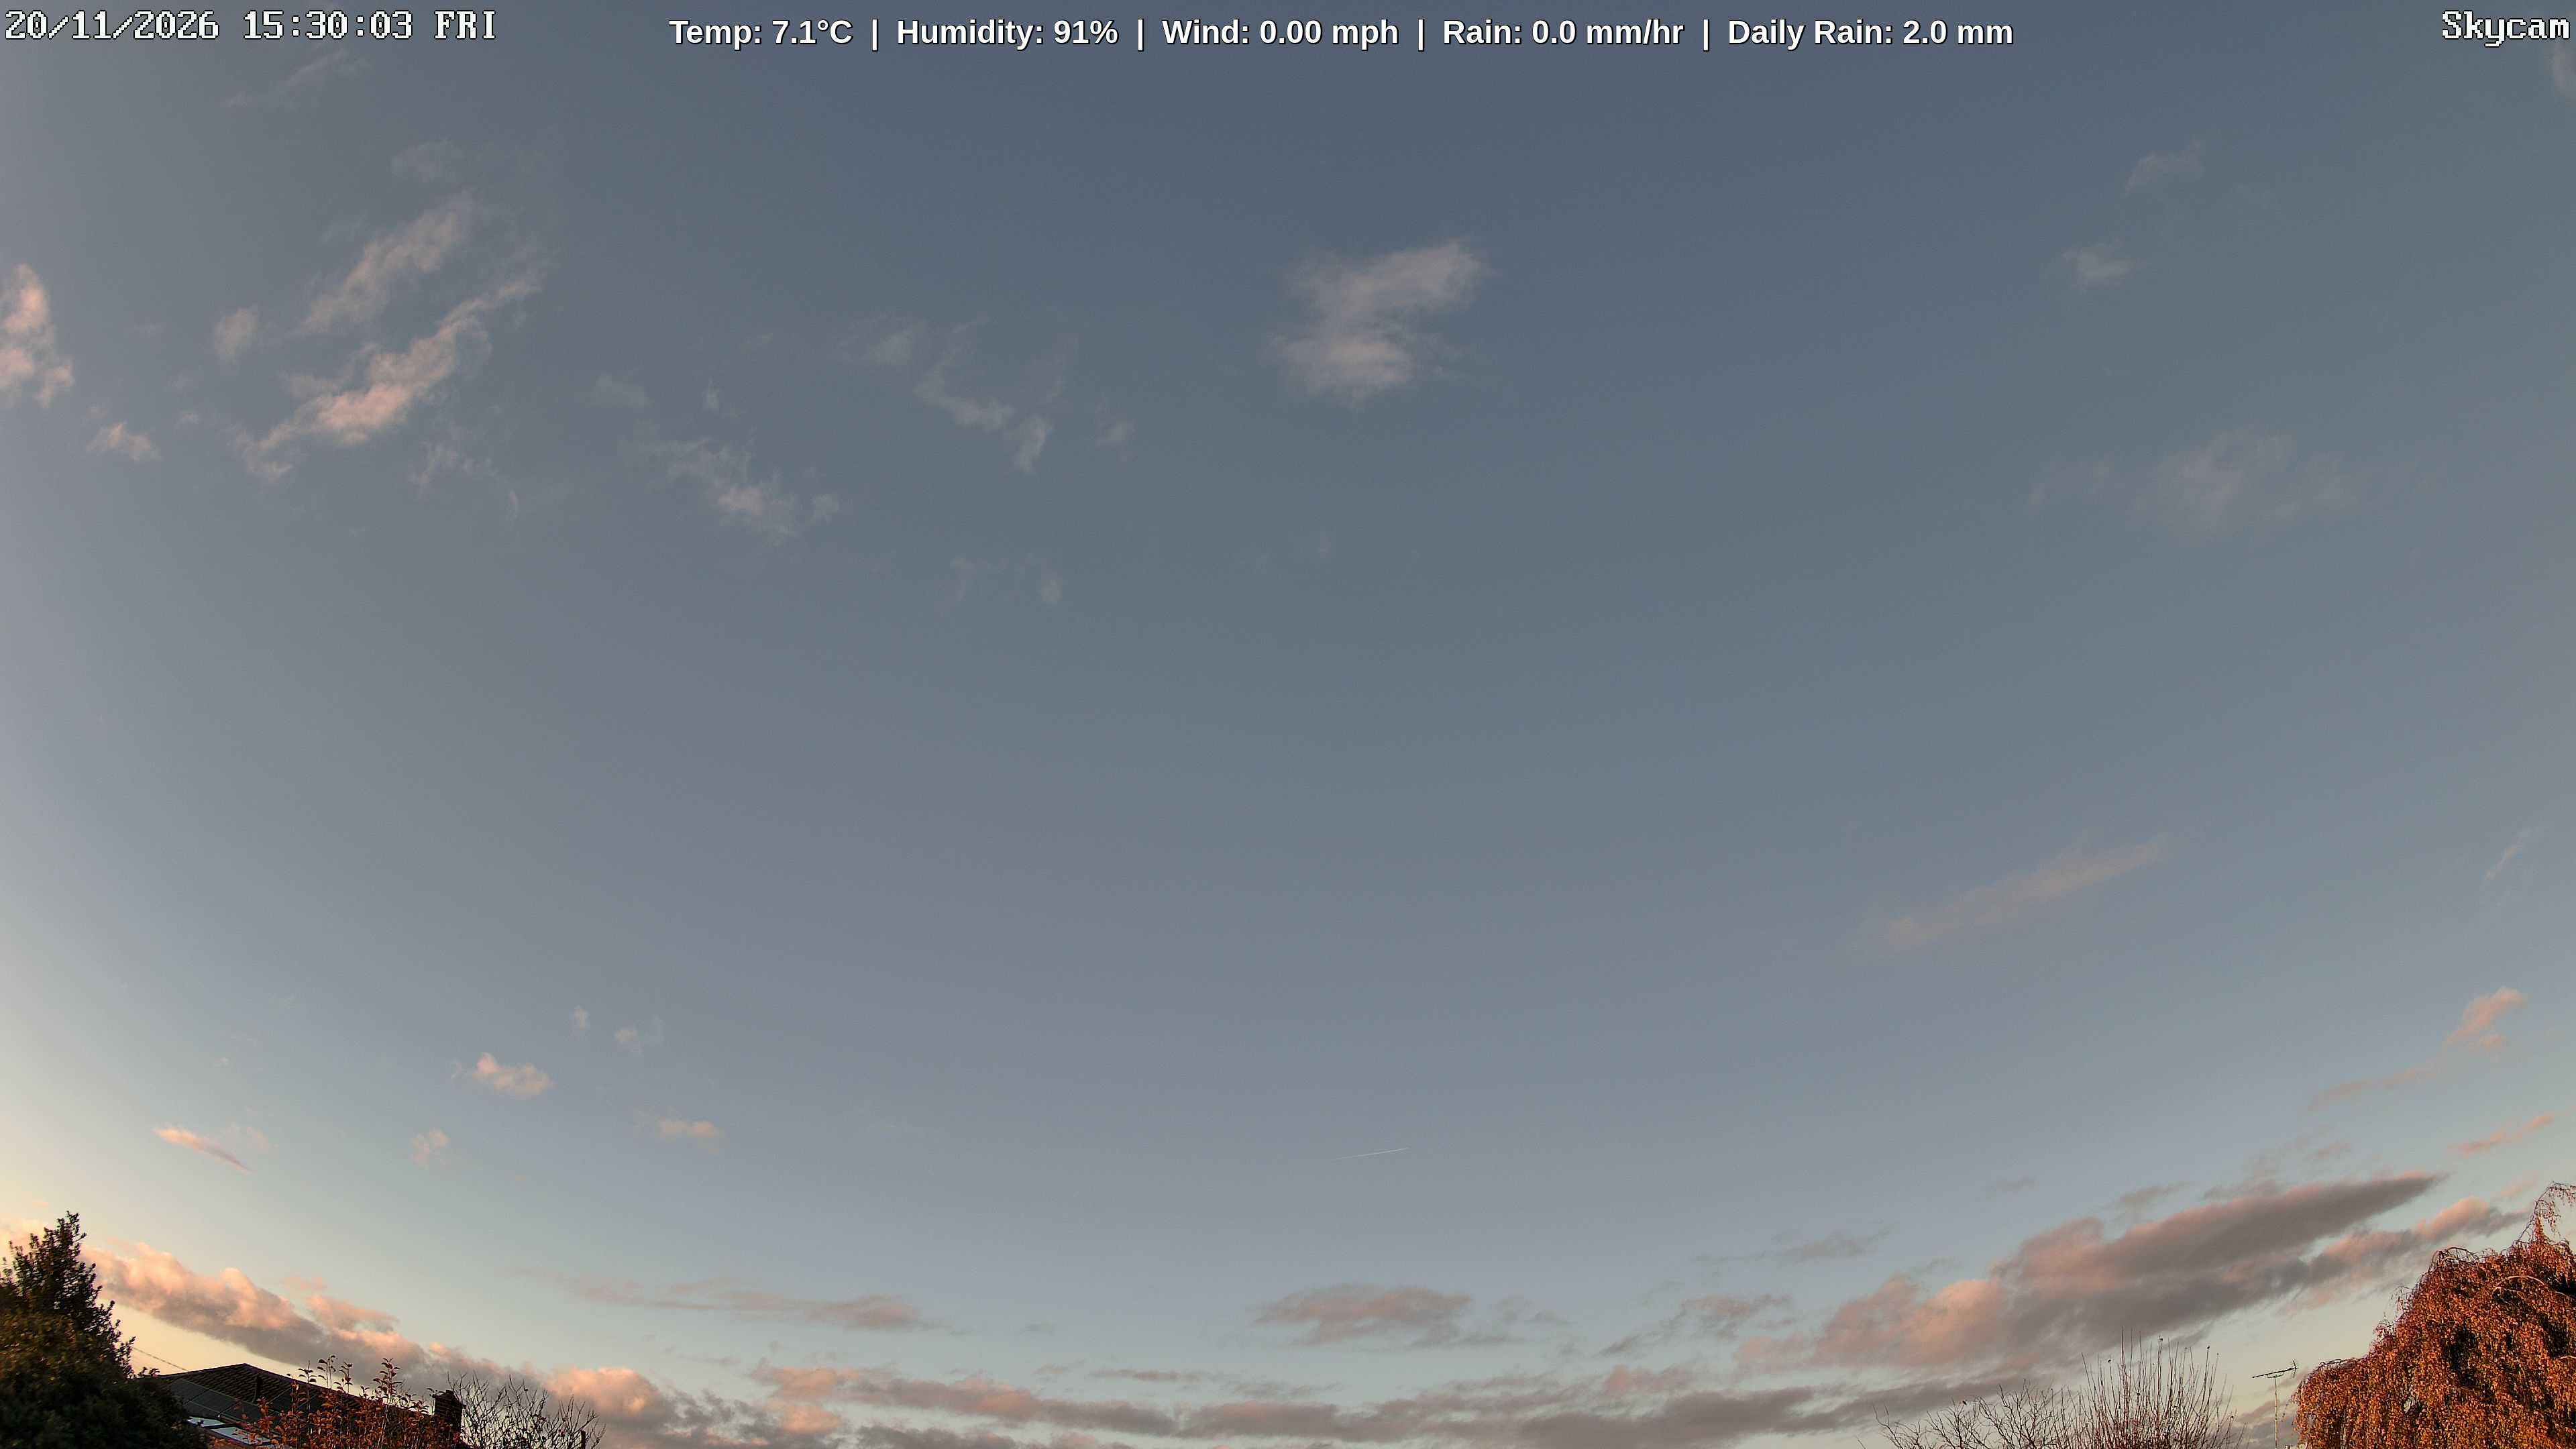 20/11/2026 15:30:03 FRI
Temp: 7.1°C | Humidity: 91% | Wind: 0.00 mph | Rain: 0.0 mm/hr | Daily Rain: 2.0 mm
Skycam